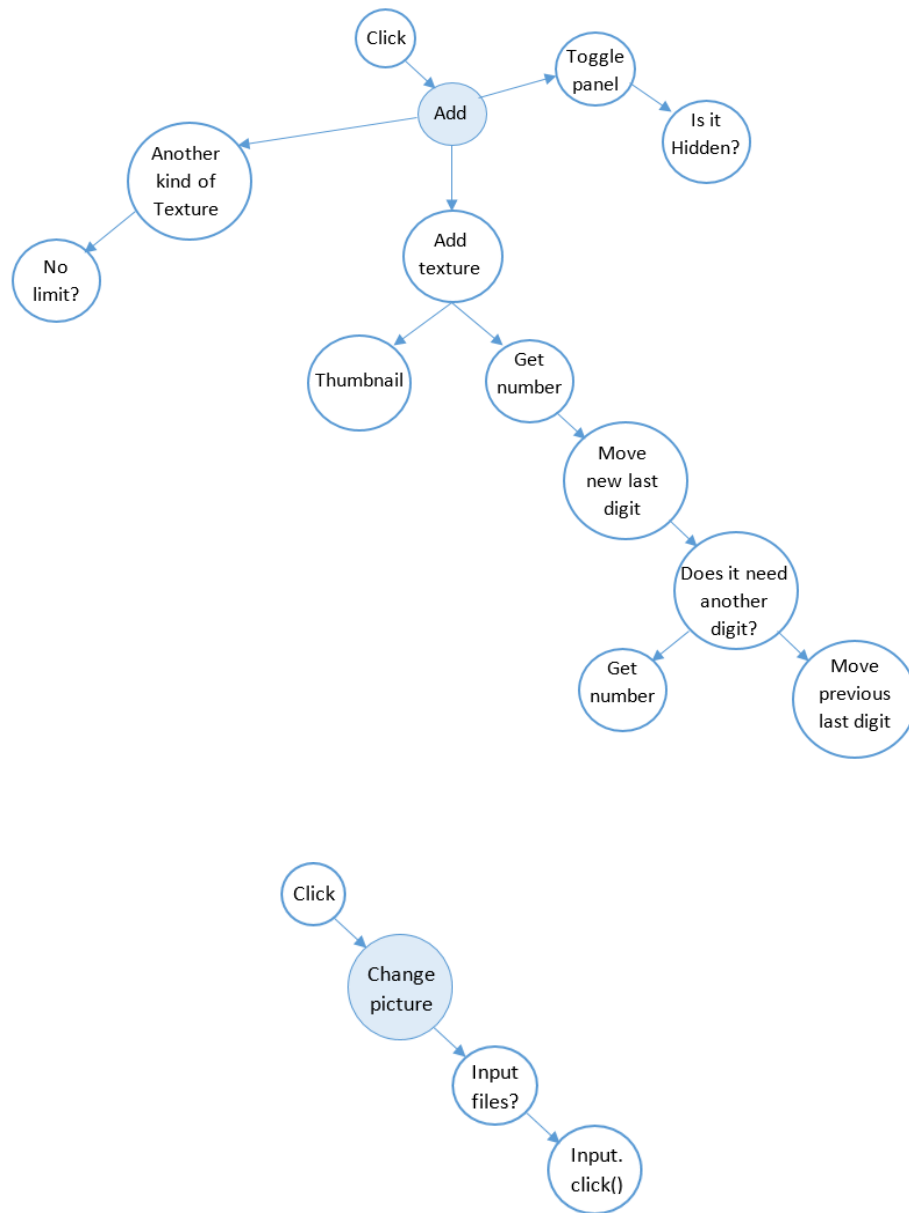 Click
Toggle
panel
Add
Is it
Hidden?
Another
kind of
Texture
Add
texture
No
limit?
Thumbnail
Get
number
Move
new last
digit
Does it need
another
digit?
Get
number
Move
previous
last digit
Click
Change
picture
Input
files?
Input.
click()